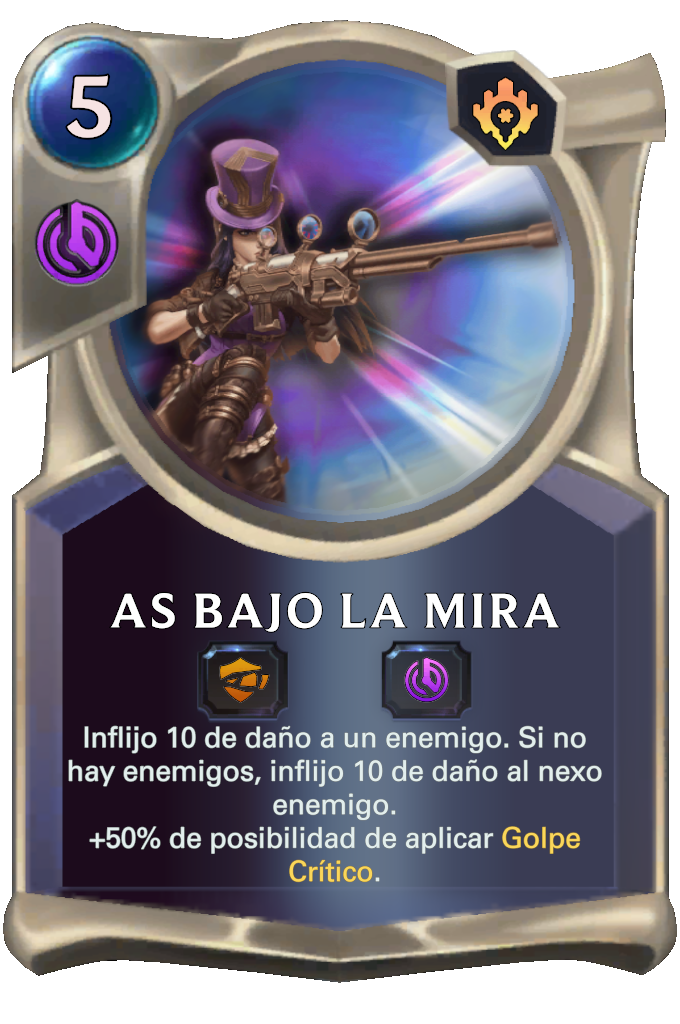 5
AS BAJO LA MIRA
Inflijo 10 de daño a un enemigo. Si no
hay enemigos, inflijo 10 de daño al nexo
enemigo.
+50% de posibilidad de aplicar Golpe
Crítico.